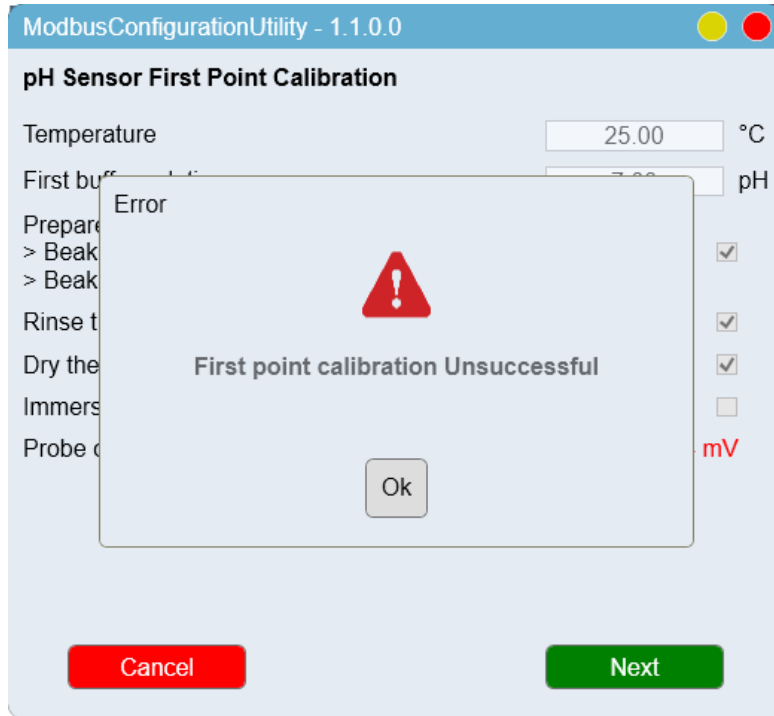 ModbusConfigurationUtility - 1.1.0.0
pH Sensor First Point Calibration
Temperature 25.00 °C
First pH
Prepare
> Beak
> Beak
Rinse t
Dry the
Immers
Probe mV
Error
First point calibration Unsuccessful
Ok
Cancel Next